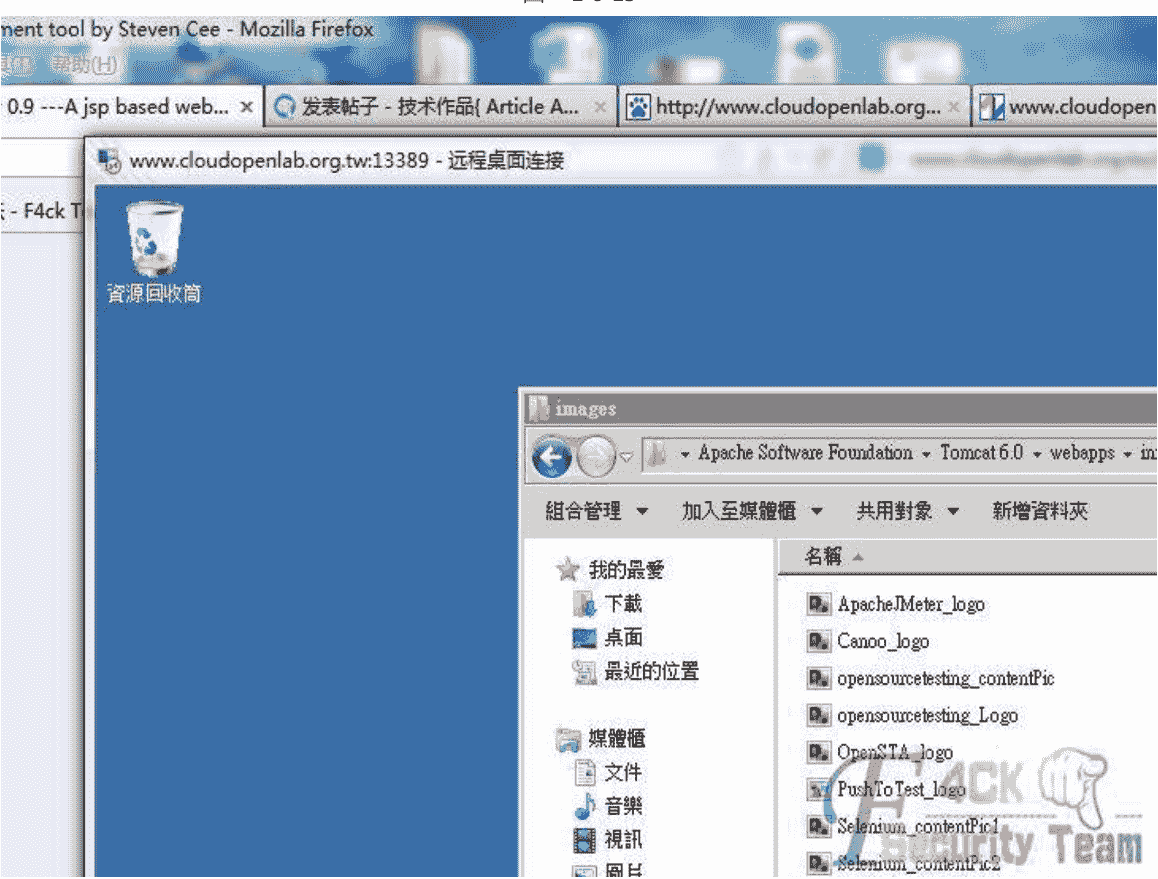 ment tool by Steven Cee - Mozilla Firefox
帮助(H)
0.9 ---A jsp based web... ×
发表帖子 - 技术作品{ Article A... ×
http://www.cloudopenlab.org... ×
www.cloudopen
www.cloudopenlab.org.tw:13389 - 远程桌面连接
- F4ck T
資源回收筒
images
Apache Software Foundation
Tomcat 6.0
webapps
組合管理
加入至媒體櫃
共用對象
新增資料夾
名稱
我的最愛
下載
桌面
最近的位置
媒體櫃
文件
音樂
視訊
圖片
ApacheJMeter_logo
Canoo_logo
opensourcetesting_contentPic
opensourcetesting_Logo
OpenSTA_logo
PushToTest_logo
Selenium_contentPic1
Selenium_contentPic2
F4CK
Security Team